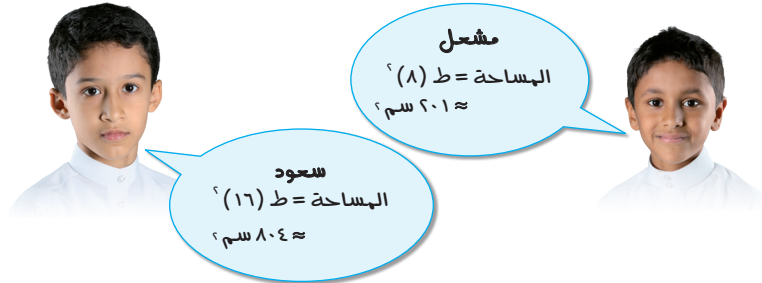 مشعل
المساحة = ط (٨)٢
≈ ٢٠١ سم٢
سعود
المساحة = ط (١٦)٢
≈ ٨٠٤ سم٢